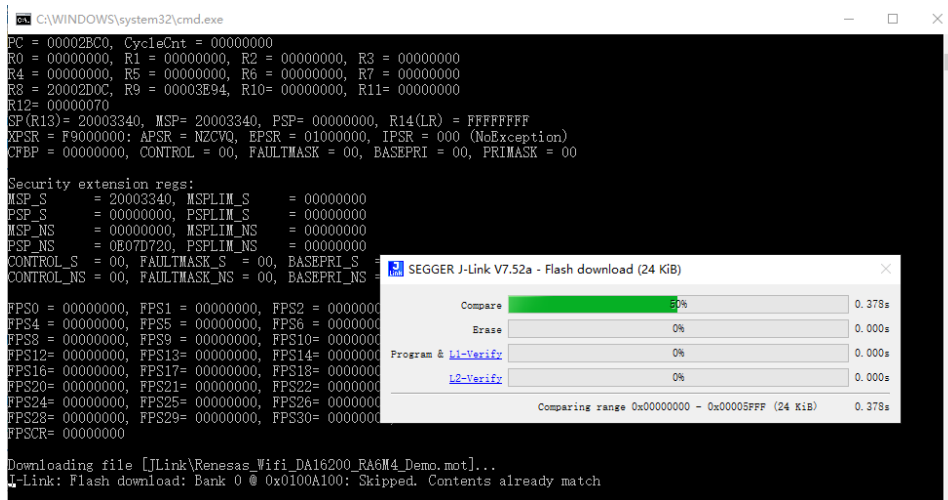 C:\WINDOWS\system32\cmd.exe
PC = 00002BC0, CycleCnt = 00000000
R0 = 00000000, R1 = 00000000, R2 = 00000000, R3 = 00000000
R4 = 00000000, R5 = 00000000, R6 = 00000000, R7 = 00000000
R8 = 20002D0C, R9 = 00003E94, R10= 00000000, R11= 00000000
R12= 00000070
SP(R13)= 20003340, MSP= 20003340, PSP= 00000000, R14(LR) = FFFFFFFF
XPSR = F9000000: APSR = NZCVQ, EPSR = 01000000, IPSR = 000 (NoException)
CFBP = 00000000, CONTROL = 00, FAULTMASK = 00, BASEPRI = 00, PRIMASK = 00
Security extension regs:
MSP_S = 20003340, MSPLIM_S = 00000000
PSP_S = 00000000, PSPLIM_S = 00000000
MSP_NS = 00000000, MSPLIM_NS = 00000000
PSP_NS = 0E07D720, PSPLIM_NS = 00000000
CONTROL_S = 00, FAULTMASK_S = 00, BASEPRI_S =
CONTROL_NS = 00, FAULTMASK_NS = 00, BASEPRI_NS =
FPS0 = 00000000, FPS1 = 00000000, FPS2 = 0000000
FPS4 = 00000000, FPS5 = 00000000, FPS6 = 0000000
FPS8 = 00000000, FPS9 = 00000000, FPS10= 0000000
FPS12= 00000000, FPS13= 00000000, FPS14= 0000000
FPS16= 00000000, FPS17= 00000000, FPS18= 0000000
FPS20= 00000000, FPS21= 00000000, FPS22= 0000000
FPS24= 00000000, FPS25= 00000000, FPS26= 0000000
FPS28= 00000000, FPS29= 00000000, FPS30= 0000000
FPSCR= 00000000
Downloading file [JLink\Renesas_Wifi_DA16200_RA6M4_Demo.mot]...
J-Link: Flash download: Bank 0 @ 0x0100A100: Skipped. Contents already match
J Link SEGGER J-Link V7.52a - Flash download (24 KiB)
Compare 50% 0.378s
Erase 0% 0.000s
Program & L1-Verify 0% 0.000s
L2-Verify 0% 0.000s
Comparing range 0x00000000 - 0x00005FFF (24 KiB) 0.378s